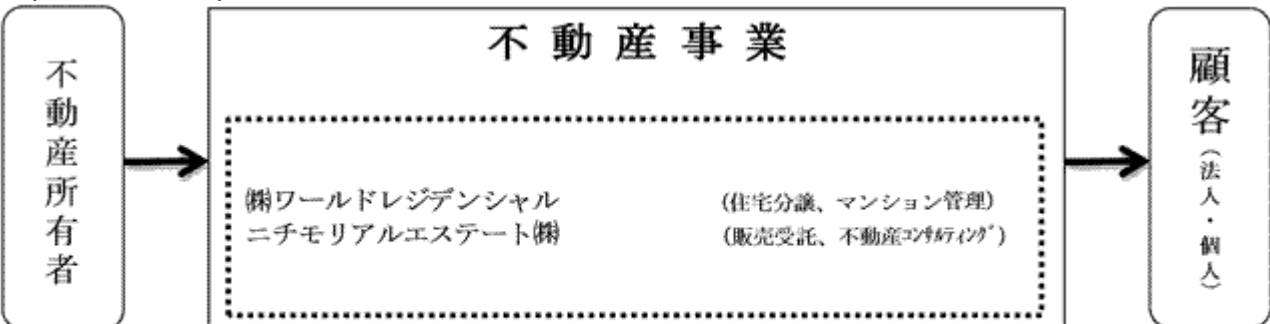 不動産所有者
不動産事業
㈱ワールドレジデンシャル (住宅分譲、マンション管理)
ニチモリアルエステート㈱ (販売受託、不動産ｺﾝｻﾙﾃｨﾝｸﾞ)
顧客(法人・個人)